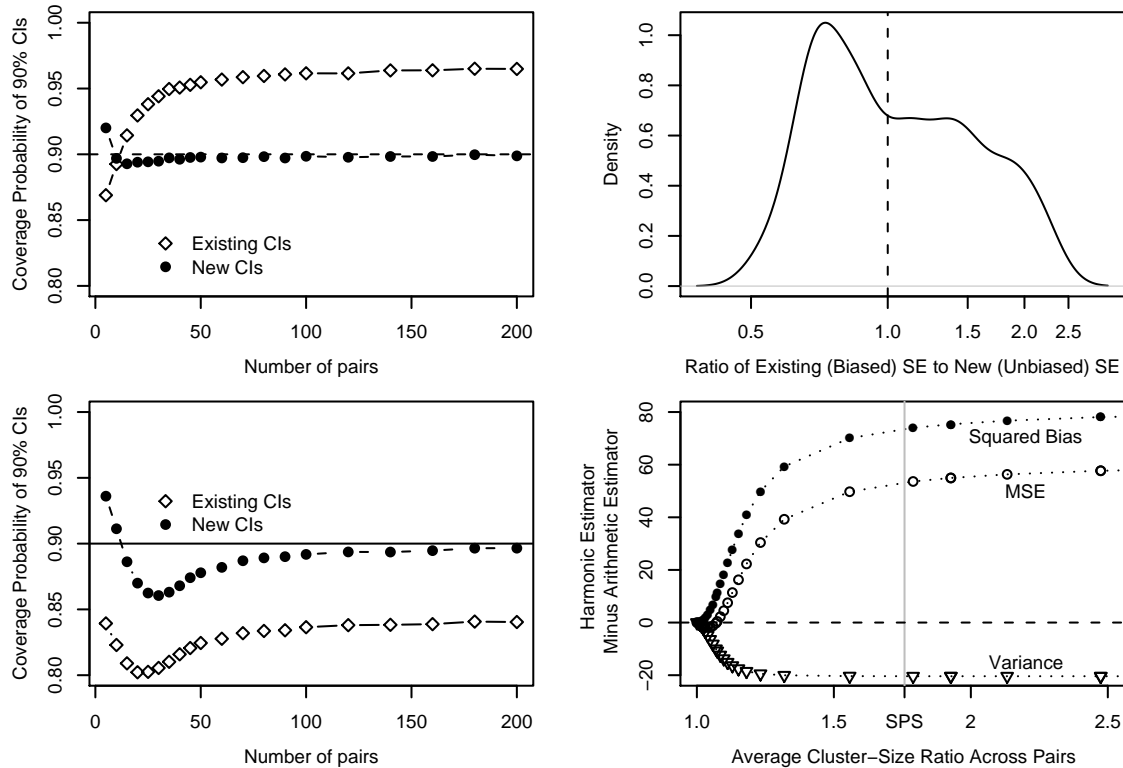 Coverage Probability of 90% CIs
0.80 0.85 0.90 0.95 1.00
Existing CIs
New CIs
0 50 100 150 200
Number of pairs
Density
0.0 0.2 0.4 0.6 0.8 1.0
0.5 1.0 1.5 2.0 2.5
Ratio of Existing (Biased) SE to New (Unbiased) SE
Coverage Probability of 90% CIs
0.80 0.85 0.90 0.95 1.00
Existing CIs
New CIs
0 50 100 150 200
Number of pairs
Harmonic Estimator
Minus Arithmetic Estimator
−20 0 20 40 60 80
Squared Bias
MSE
Variance
1.0 1.5 SPS 2 2.5
Average Cluster−Size Ratio Across Pairs